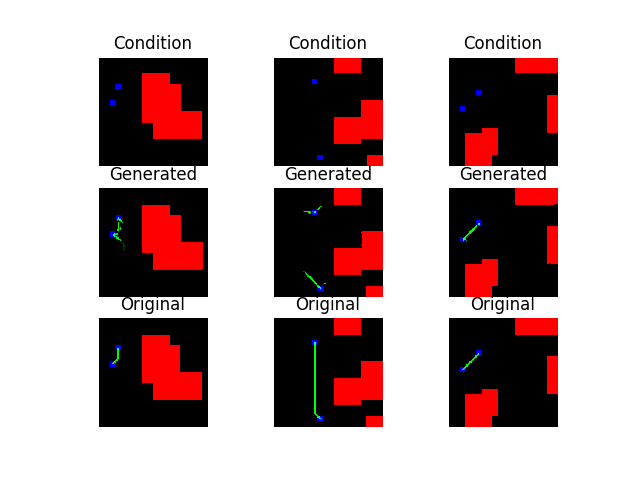 Condition Condition Condition
Generated Generated Generated
Original Original Original